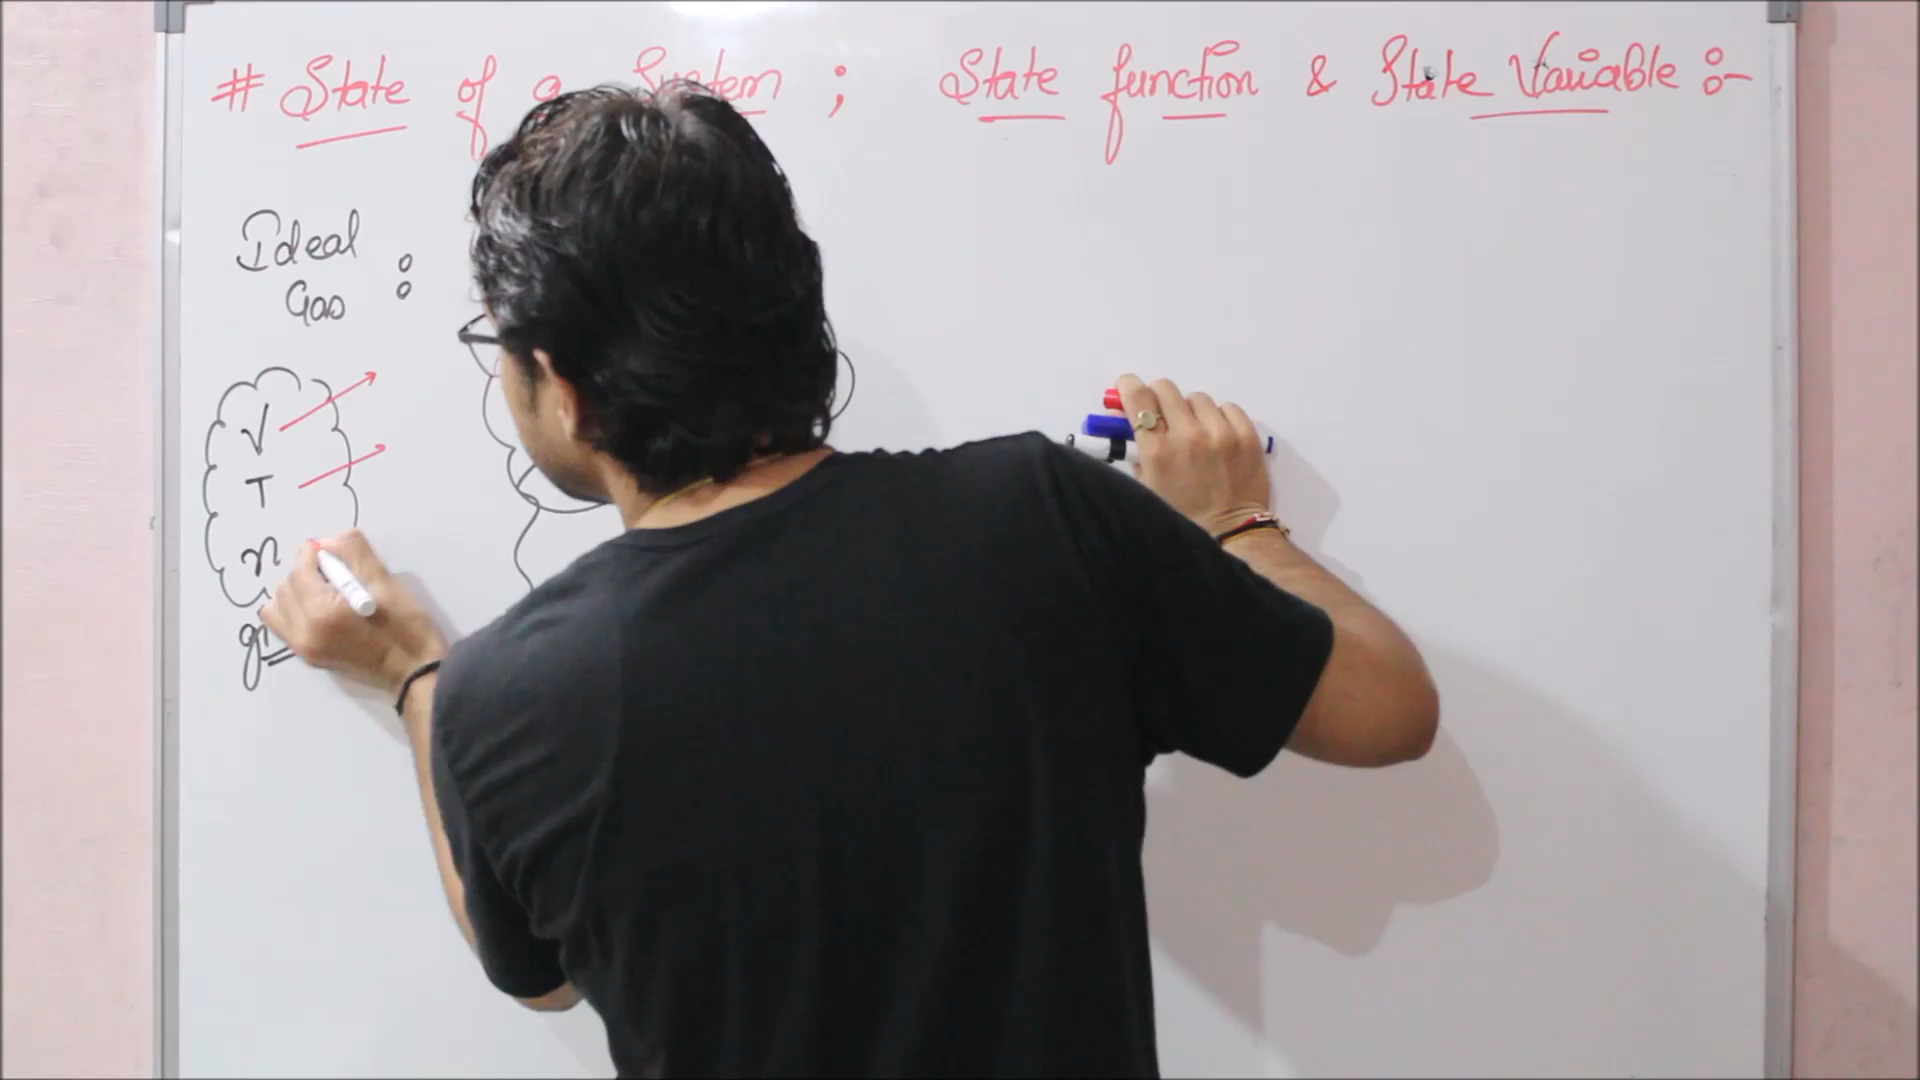 # State of a System ; State function & State Variable :-
Ideal
Gas :
V
T
n